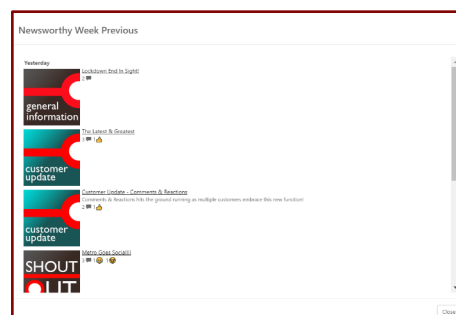 Newsworthy Week Previous
Yesterday
Lockdown End In Sight!
2
general
information
The Latest & Greatest
1
customer
update
Customer Update - Comments & Reactions
Comments & Reactions hits the ground running as multiple customers embrace this new function!
2 1
customer
update
Metro Goes Social!!!
1 1
SHOUT
OUT
Close